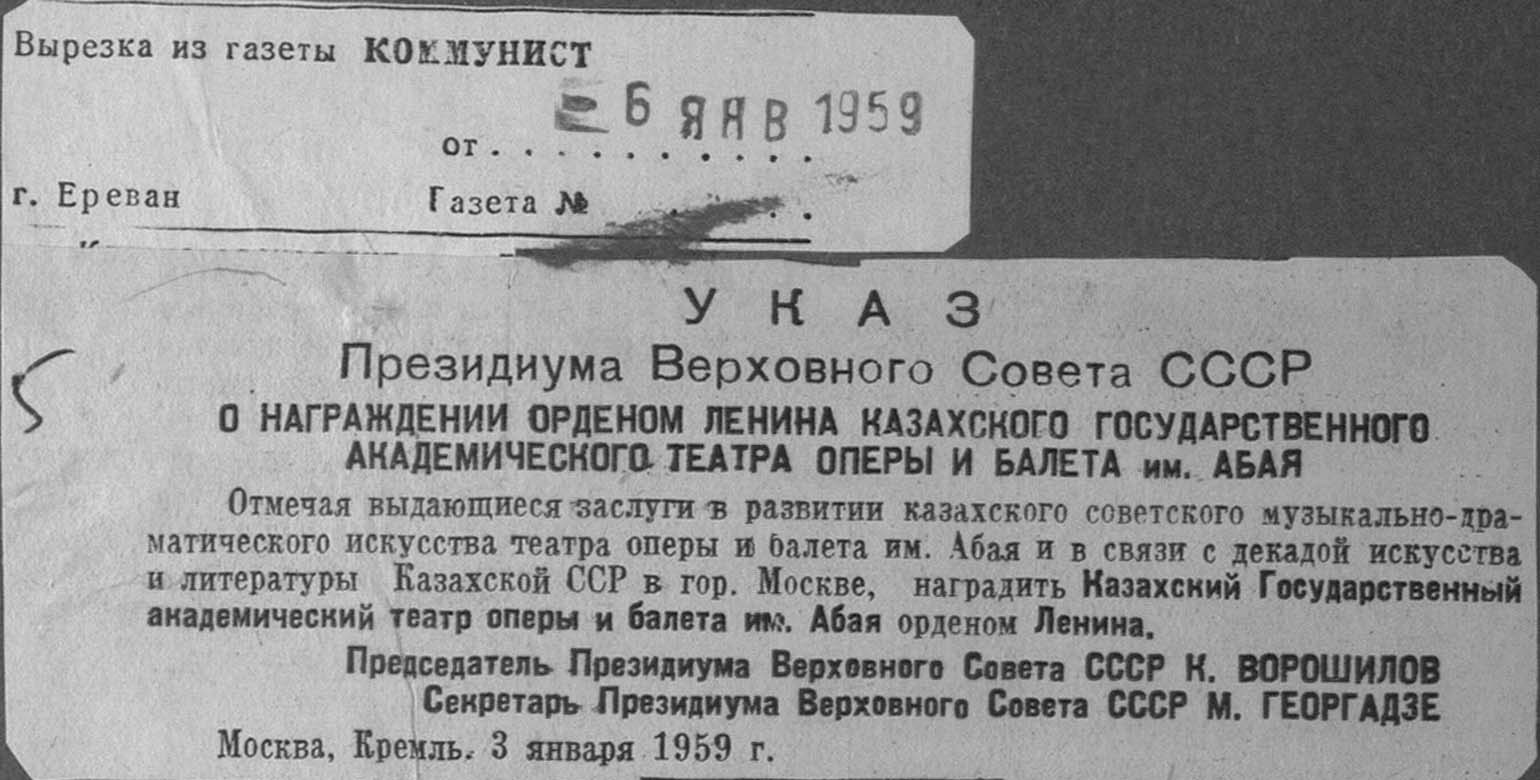 Вырезка из газеты КОММУНИСТ
6 ЯНВ 1959
от . . . . . . . . . .
г. Ереван Газета №
У К А З
Президиума Верховного Совета СССР
О НАГРАЖДЕНИИ ОРДЕНОМ ЛЕНИНА КАЗАХСКОГО ГОСУДАРСТВЕННОГО
АКАДЕМИЧЕСКОГО ТЕАТРА ОПЕРЫ И БАЛЕТА им. АБАЯ
Отмечая выдающиеся заслуги в развитии казахского советского музыкально-дра-
матического искусства театра оперы и балета им. Абая и в связи с декадой искусства
и литературы Казахской ССР в гор. Москве, наградить Казахский Государственный
академический театр оперы и балета им. Абая орденом Ленина.
Председатель Президиума Верховного Совета СССР К. ВОРОШИЛОВ
Секретарь Президиума Верховного Совета СССР М. ГЕОРГАДЗЕ
Москва, Кремль. 3 января 1959 г.